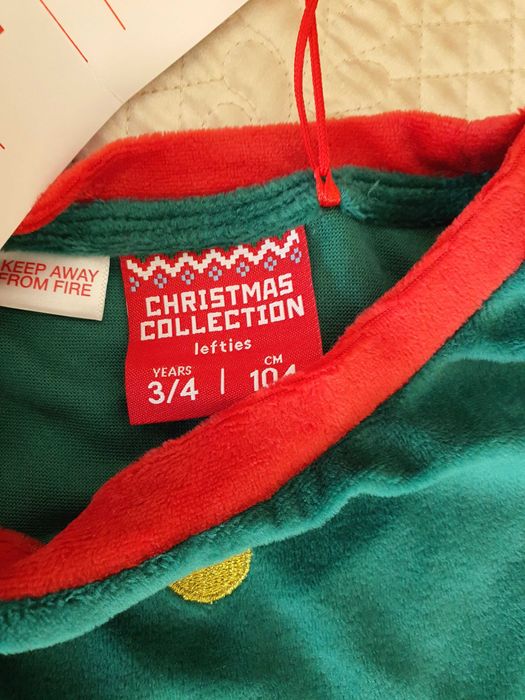 KEEP AWAY
FROM FIRE
CHRISTMAS
COLLECTION
lefties
YEARS
3/4
CM
104